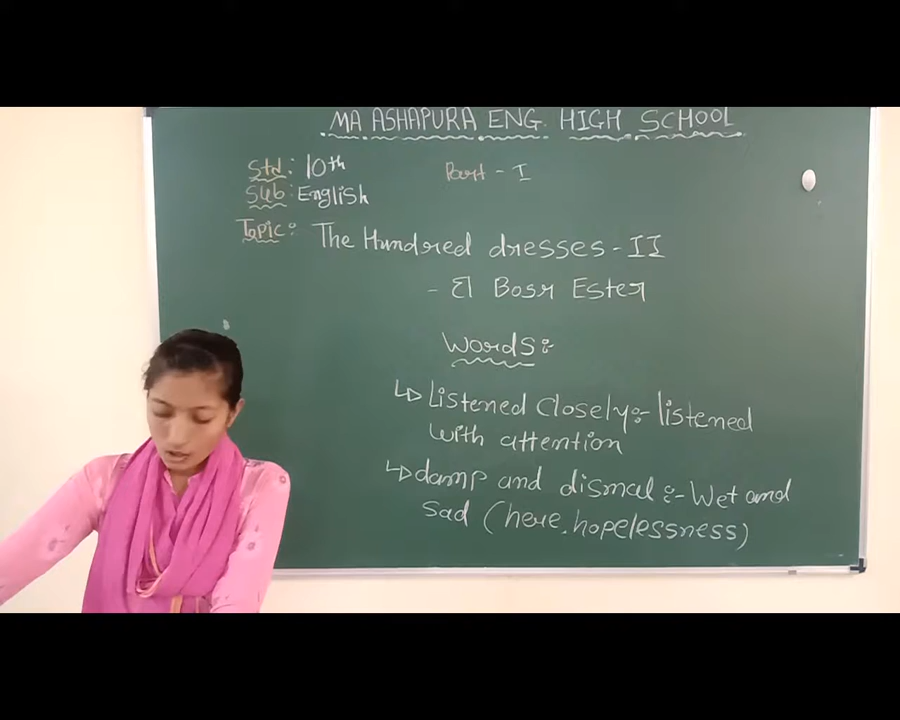 MA ASHAPURA ENG. HIGH SCHOOL
Std: 10th
Part - I
Sub: English
Topic: The Hundred dresses - II
- El Bosr Ester
Words:-
Listened Closely:- listened
With attention
damp and dismal:- Wet and
Sad (here, hopelessness)